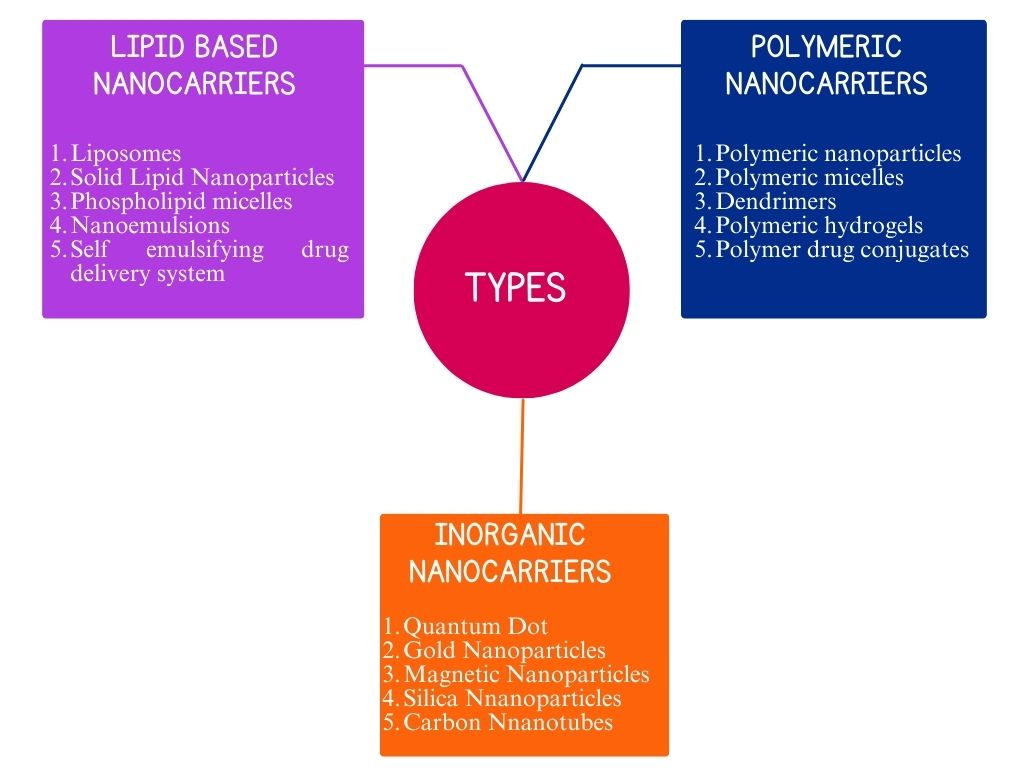 LIPID BASED
NANOCARRIERS
1. Liposomes
2. Solid Lipid Nanoparticles
3. Phospholipid micelles
4. Nanoemulsions
5. Self emulsifying drug
delivery system
POLYMERIC
NANOCARRIERS
1. Polymeric nanoparticles
2. Polymeric micelles
3. Dendrimers
4. Polymeric hydrogels
5. Polymer drug conjugates
TYPES
INORGANIC
NANOCARRIERS
1. Quantum Dot
2. Gold Nanoparticles
3. Magnetic Nanoparticles
4. Silica Nnanoparticles
5. Carbon Nnanotubes